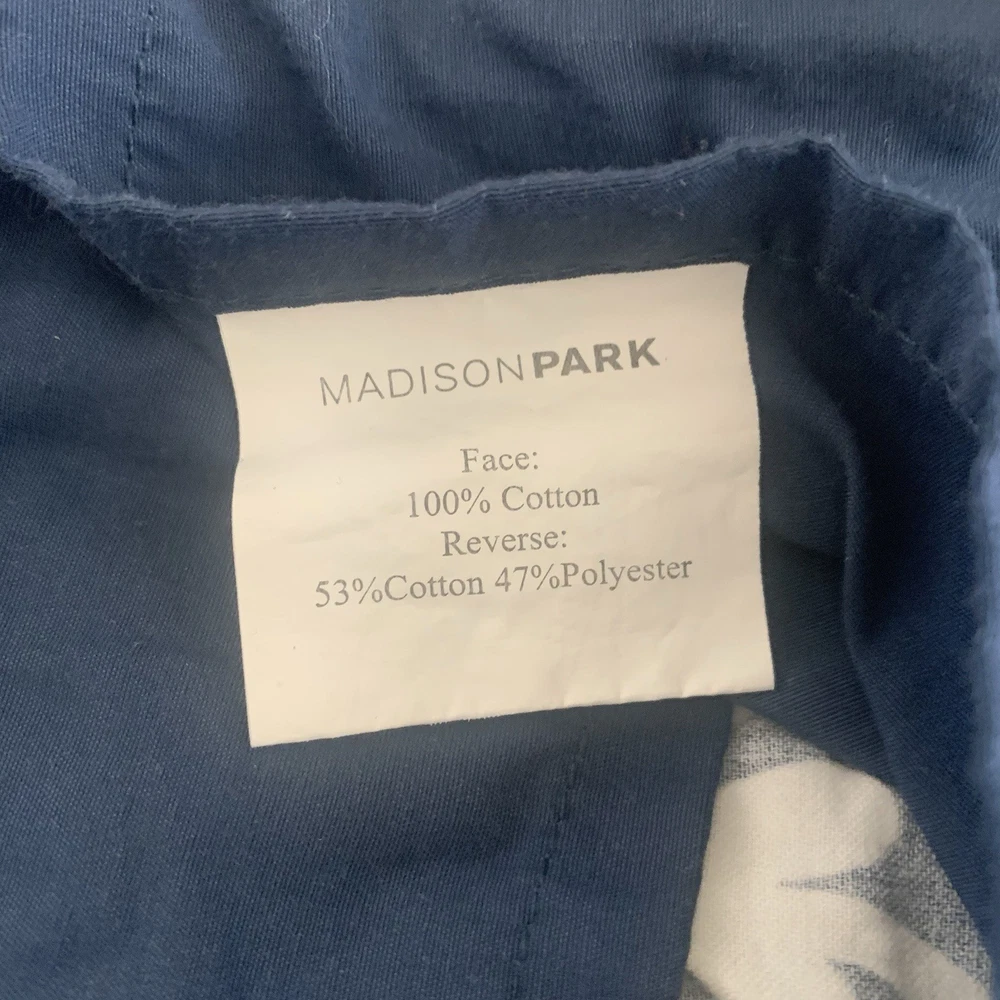 MADISONPARK
Face:
100% Cotton
Reverse:
53%Cotton 47%Polyester